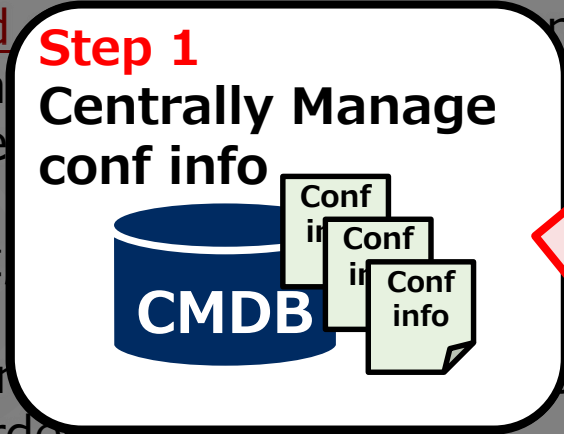 Step 1
Centrally Manage
conf info
Conf
Conf
Conf
info
CMDB